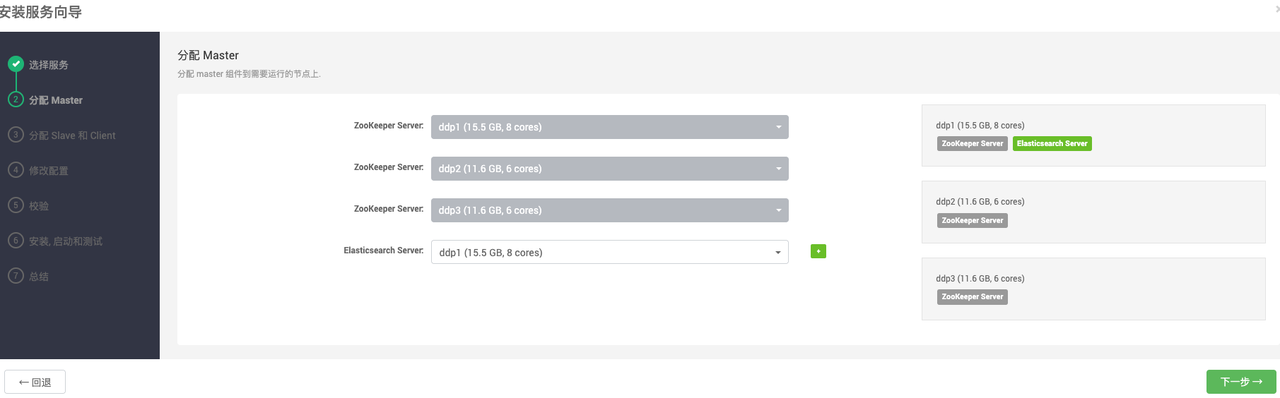 安装服务向导
选择服务
2 分配 Master
3 分配 Slave 和 Client
4 修改配置
5 校验
6 安装, 启动和测试
7 总结
分配 Master
分配 master 组件到需要运行的节点上.
ZooKeeper Server: ddp1 (15.5 GB, 8 cores)
ZooKeeper Server: ddp2 (11.6 GB, 6 cores)
ZooKeeper Server: ddp3 (11.6 GB, 6 cores)
Elasticsearch Server: ddp1 (15.5 GB, 8 cores) +
ddp1 (15.5 GB, 8 cores)
ZooKeeper Server Elasticsearch Server
ddp2 (11.6 GB, 6 cores)
ZooKeeper Server
ddp3 (11.6 GB, 6 cores)
ZooKeeper Server
← 回退
下一步 →